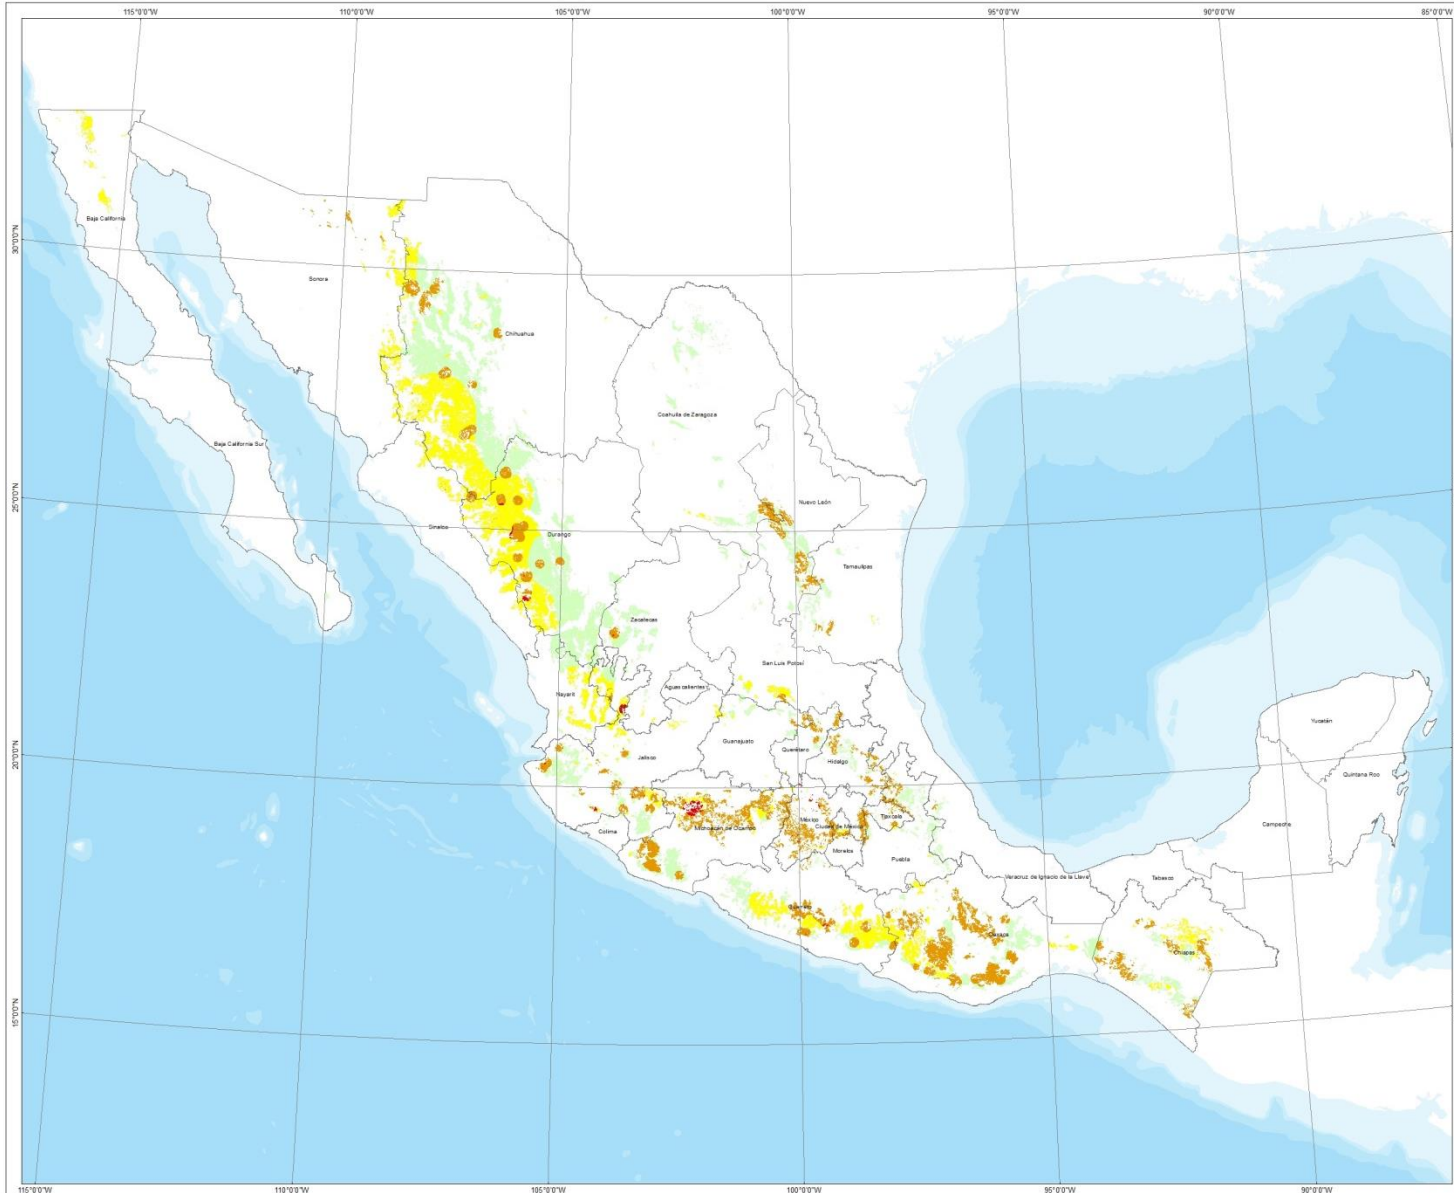 115°0'0"W
110°0'0"W
105°0'0"W
100°0'0"W
95°0'0"W
90°0'0"W
85°0'0"W
30°0'0"N
Baja California
Sonora
Chihuahua
Coahuila de Zaragoza
Baja California Sur
25°0'0"N
Nuevo León
Sinaloa
Durango
Tamaulipas
Zacatecas
San Luis Potosí
Nayarit
Aguascalientes
Yucatán
20°0'0"N
Guanajuato
Querétaro
Jalisco
Hidalgo
Quintana Roo
Colima
Michoacán de Ocampo
México
Ciudad de México
Tlaxcala
Campeche
Morelos
Puebla
Veracruz de Ignacio de la Llave
Tabasco
Guerrero
Oaxaca
Chiapas
15°0'0"N
115°0'0"W
110°0'0"W
105°0'0"W
100°0'0"W
95°0'0"W
90°0'0"W